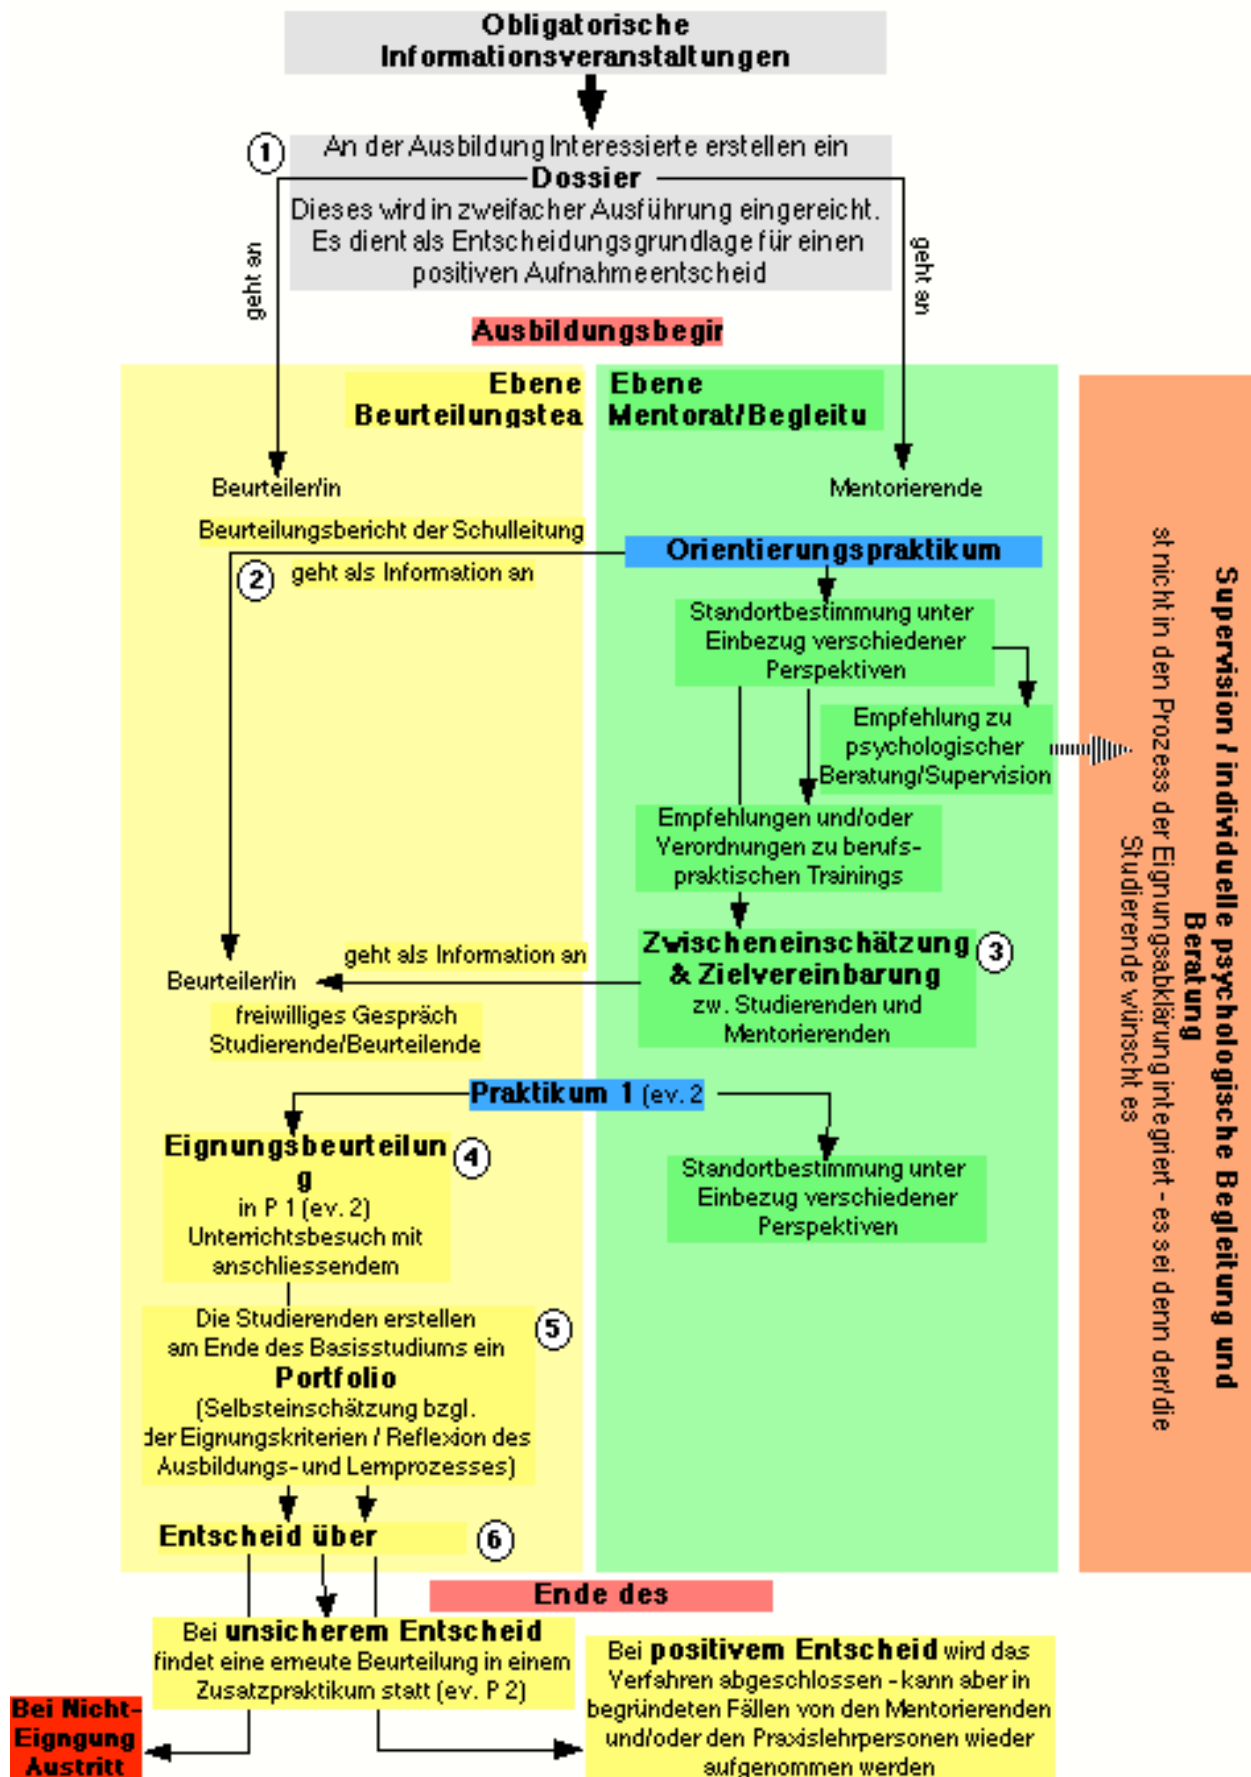 Obligatorische
Informationsveranstaltungen
1
An der Ausbildung Interessierte erstellen ein
Dossier
Dieses wird in zweifacher Ausführung eingereicht.
Es dient als Entscheidungsgrundlage für einen
positiven Aufnahmeentscheid
geht an
geht an
Ausbildungsbegir
Ebene
Beurteilungstea
Ebene
Mentorat/Begleitu
Beurteiler/in
Mentorierende
Beurteilungsbericht der Schulleitung
Orientierungspraktikum
2
geht als Information an
Standortbestimmung unter
Einbezug verschiedener
Perspektiven
Empfehlung zu
psychologischer
Beratung/Supervision
Empfehlungen und/oder
Verordnungen zu berufs-
praktischen Trainings
Zwischeneinschätzung
& Zielvereinbarung
zw. Studierenden und
Mentorierenden
3
geht als Information an
Beurteiler/in
freiwilliges Gespräch
Studierende/Beurteilende
Praktikum 1 (ev. 2
Eignungsbeurteilun
g
4
in P 1 (ev. 2)
Unterrichtsbesuch mit
anschliessendem
Standortbestimmung unter
Einbezug verschiedener
Perspektiven
Die Studierenden erstellen
am Ende des Basisstudiums ein
5
Portfolio
(Selbsteinschätzung bzgl.
der Eignungskriterien / Reflexion des
Ausbildungs- und Lernprozesses)
Entscheid über
6
Supervision / individuelle psychologische Begleitung und
Beratung
st nicht in den Prozess der Eignungsabklärung integriert - es sei denn der/die
Studierende wünscht es
Ende des
Bei unsicherem Entscheid
findet eine erneute Beurteilung in einem
Zusatzpraktikum statt (ev. P 2)
Bei positivem Entscheid wird das
Verfahren abgeschlossen - kann aber in
begründeten Fällen von den Mentorierenden
und/oder den Praxislehrpersonen wieder
aufgenommen werden
Bei Nicht-
Eigngung
Austritt